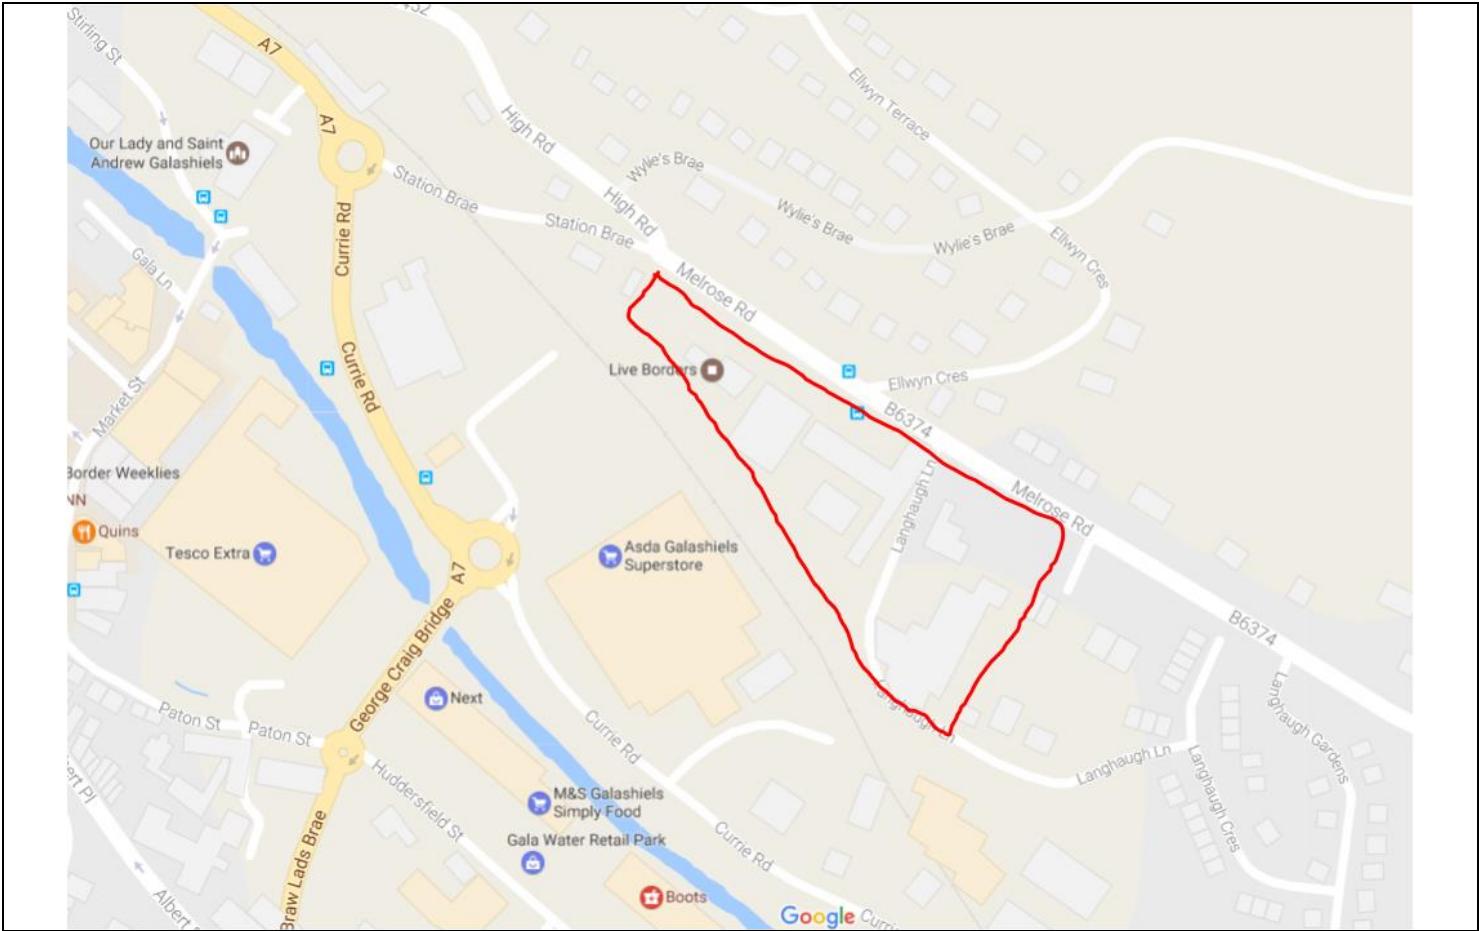 Stirling St
A7
High Rd
Ellwyn Terrace
Our Lady and Saint
Andrew Galashiels
A7
Station Brae
Wylie's Brae
High Rd
Station Brae
Wylie's Brae
Wylie's Brae
Ellwyn Cres
Currie Rd
Gala Ln
Melrose Rd
Live Borders
Ellwyn Cres
Currie Rd
Market St
B6374
Border Weeklies
Langhaugh Ln
Melrose Rd
Quins
Tesco Extra
Asda Galashiels
Superstore
A7
George Craig Bridge
B6374
Next
Paton St
Paton St
Langhaugh Ln
Currie Rd
Langhaugh Ln
Langhaugh Gardens
Langhaugh Cres
Huddersfield St
M&S Galashiels
Simply Food
Gala Water Retail Park
Currie Rd
Braw Lads Brae
Albert
Boots
Google